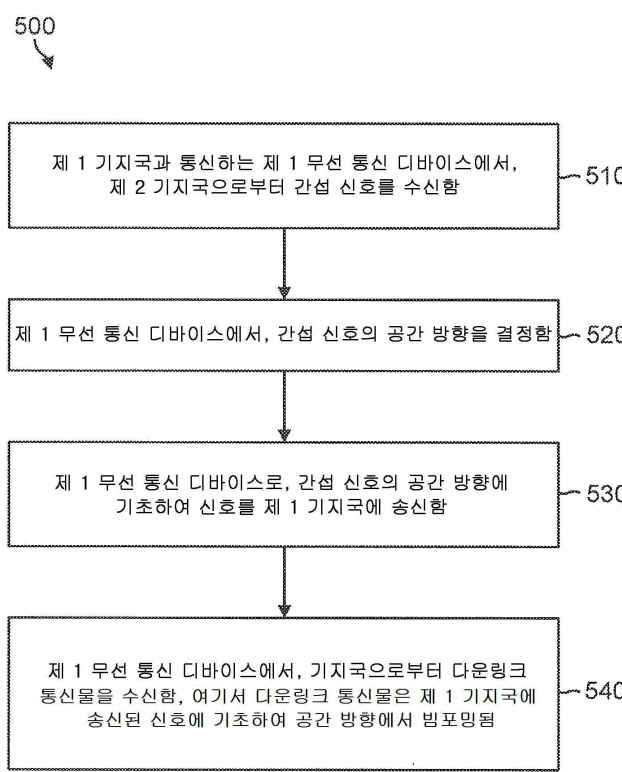 500
제 1 기지국과 통신하는 제 1 무선 통신 디바이스에서,
제 2 기지국으로부터 간섭 신호를 수신함
510
제 1 무선 통신 디바이스에서, 간섭 신호의 공간 방향을 결정함
520
제 1 무선 통신 디바이스로, 간섭 신호의 공간 방향에
기초하여 신호를 제 1 기지국에 송신함
530
제 1 무선 통신 디바이스에서, 기지국으로부터 다운링크
통신물을 수신함, 여기서 다운링크 통신물은 제 1 기지국에
송신된 신호에 기초하여 공간 방향에서 빔포밍됨
540